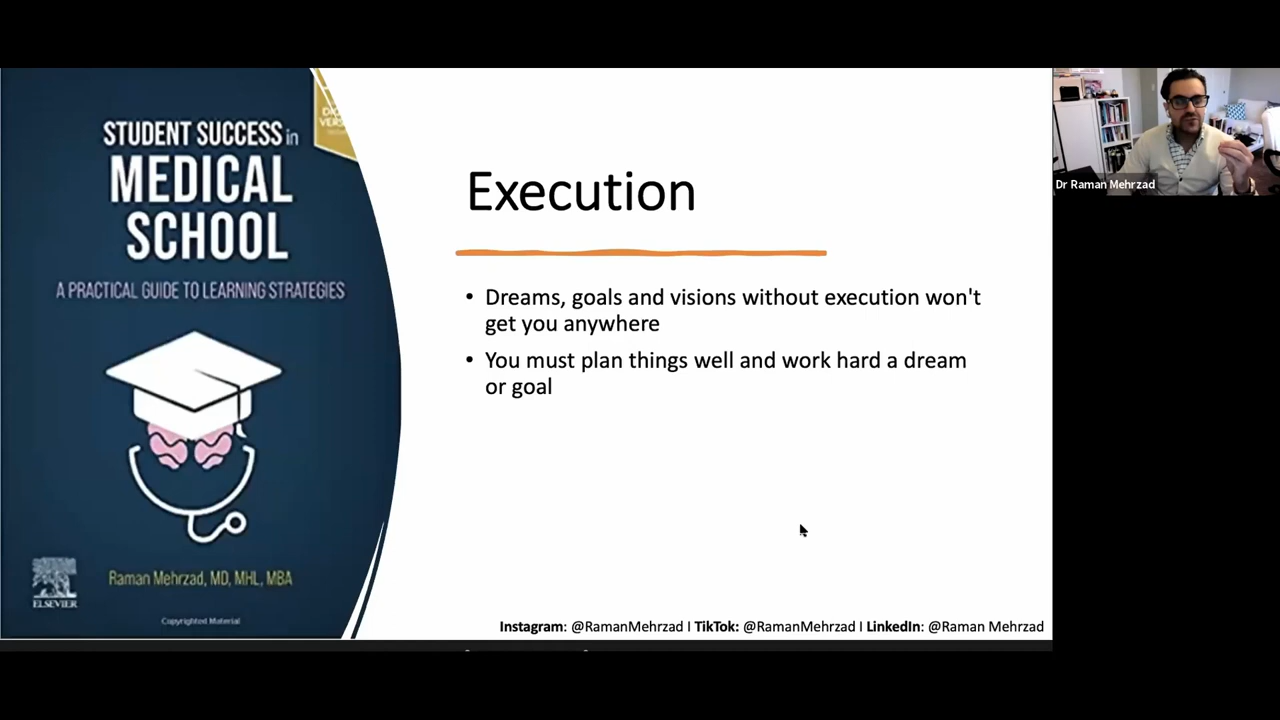 STUDENT SUCCESS in
MEDICAL
SCHOOL
A PRACTICAL GUIDE TO LEARNING STRATEGIES
Raman Mehrzad, MD, MHL, MBA
ELSEVIER
Copyrighted Material
Execution
• Dreams, goals and visions without execution won't
get you anywhere
• You must plan things well and work hard a dream
or goal
Instagram: @RamanMehrzad I TikTok: @RamanMehrzad I LinkedIn: @Raman Mehrzad
Dr Raman Mehrzad